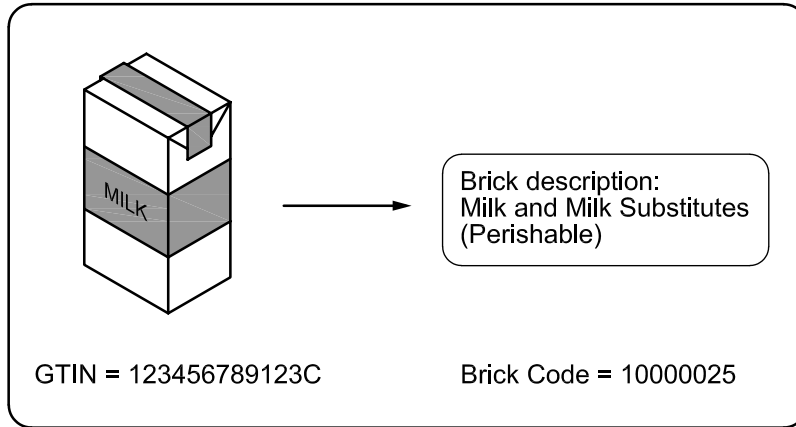 MILK
Brick description:
Milk and Milk Substitutes
(Perishable)
GTIN = 123456789123C
Brick Code = 10000025